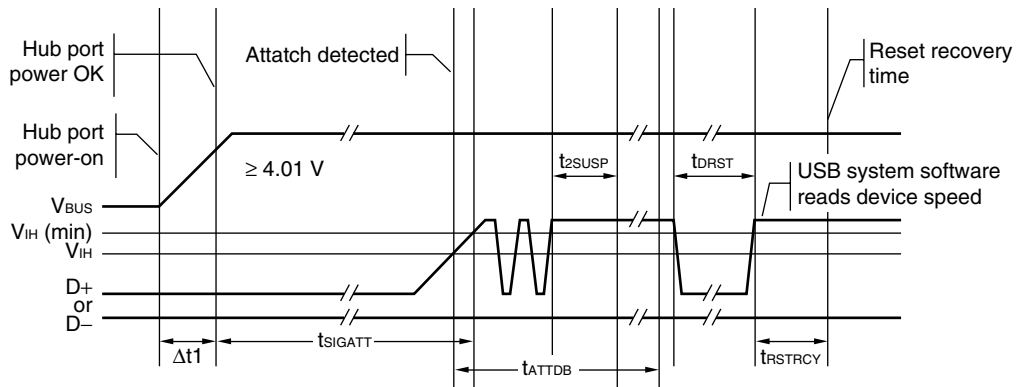 Hub port
power OK
Attatch detected
Reset recovery
time
Hub port
power-on
≥ 4.01 V
t2SUSP
tDRST
USB system software
reads device speed
VBUS
VIH (min)
VIH
D+
or
D−
Δt1
tSIGATT
tATTDB
tRSTRCY